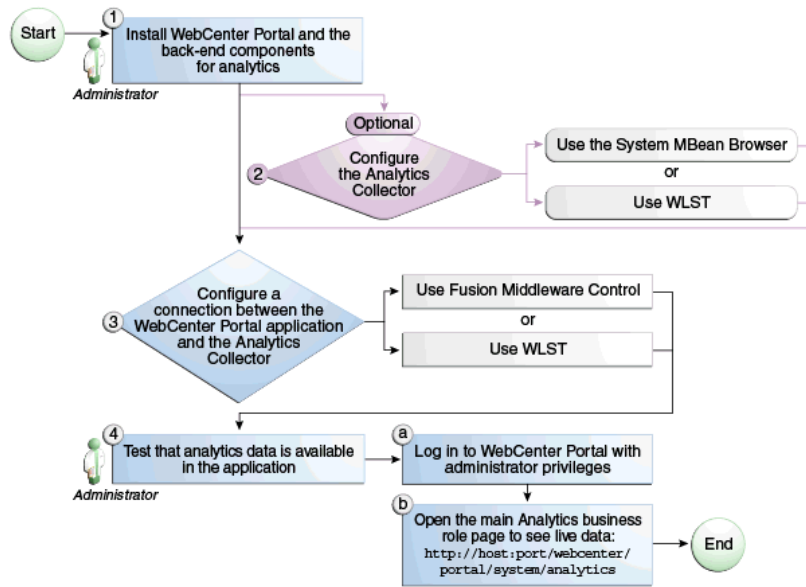 Start
1
Install WebCenter Portal and the
back-end components
for analytics
Administrator
Optional
2
Configure
the Analytics
Collector
Use the System MBean Browser
or
Use WLST
3
Configure a
connection between the
WebCenter Portal application
and the Analytics
Collector
Use Fusion Middleware Control
or
Use WLST
4
Test that analytics data is available
in the application
Administrator
a
Log in to WebCenter Portal with
administrator privileges
b
Open the main Analytics business
role page to see live data:
http://host:port/webcenter/
portal/system/analytics
End